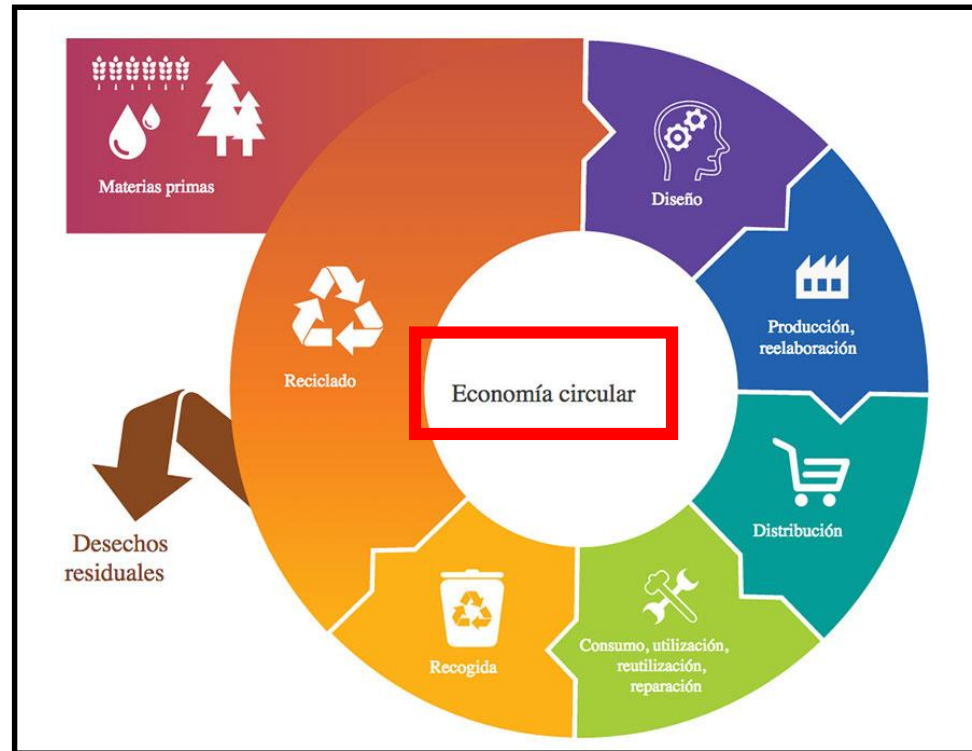 Materias primas
Diseño
Producción,
reelaboración
Reciclado
Economía circular
Distribución
Desechos
residuales
Consumo, utilización,
reutilización,
reparación
Recogida